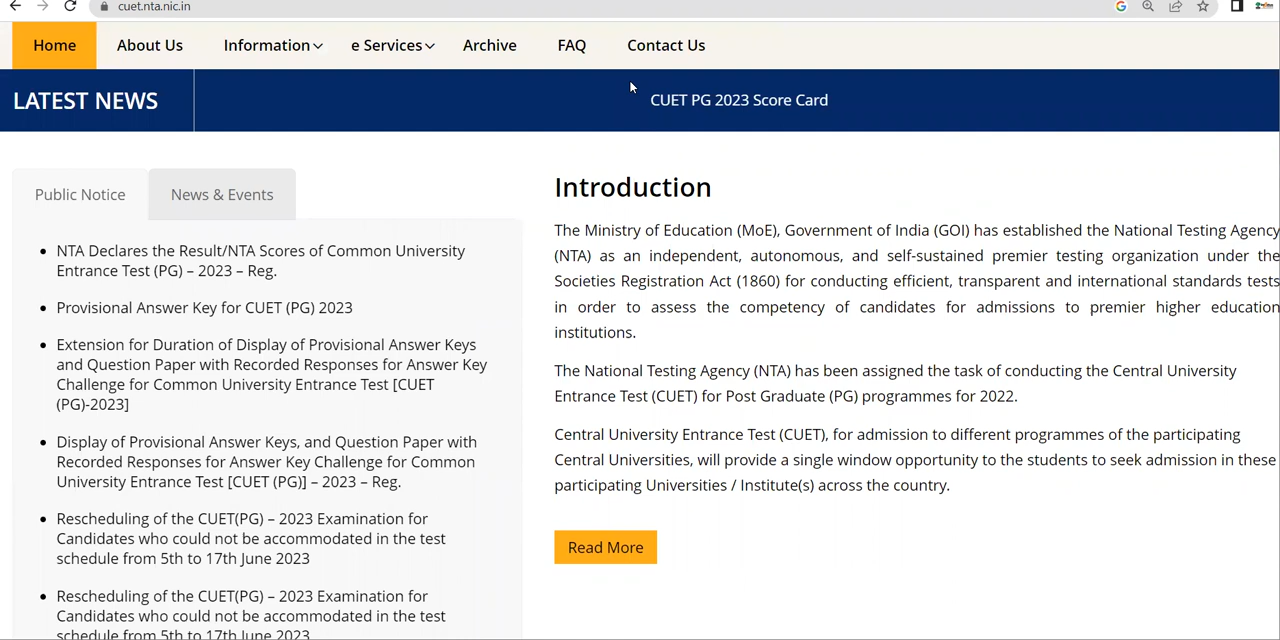 cuet.nta.nic.in
Home About Us Information e Services Archive FAQ Contact Us
LATEST NEWS
CUET PG 2023 Score Card
Public Notice News & Events
NTA Declares the Result/NTA Scores of Common University
Entrance Test (PG) – 2023 – Reg.
Provisional Answer Key for CUET (PG) 2023
Extension for Duration of Display of Provisional Answer Keys
and Question Paper with Recorded Responses for Answer Key
Challenge for Common University Entrance Test [CUET
(PG)-2023]
Display of Provisional Answer Keys, and Question Paper with
Recorded Responses for Answer Key Challenge for Common
University Entrance Test [CUET (PG)] – 2023 – Reg.
Rescheduling of the CUET(PG) – 2023 Examination for
Candidates who could not be accommodated in the test
schedule from 5th to 17th June 2023
Rescheduling of the CUET(PG) – 2023 Examination for
Candidates who could not be accommodated in the test
schedule from 5th to 17th June 2023
Introduction
The Ministry of Education (MoE), Government of India (GOI) has established the National Testing Agency
(NTA) as an independent, autonomous, and self-sustained premier testing organization under the
Societies Registration Act (1860) for conducting efficient, transparent and international standards tests
in order to assess the competency of candidates for admissions to premier higher education
institutions.
The National Testing Agency (NTA) has been assigned the task of conducting the Central University
Entrance Test (CUET) for Post Graduate (PG) programmes for 2022.
Central University Entrance Test (CUET), for admission to different programmes of the participating
Central Universities, will provide a single window opportunity to the students to seek admission in these
participating Universities / Institute(s) across the country.
Read More